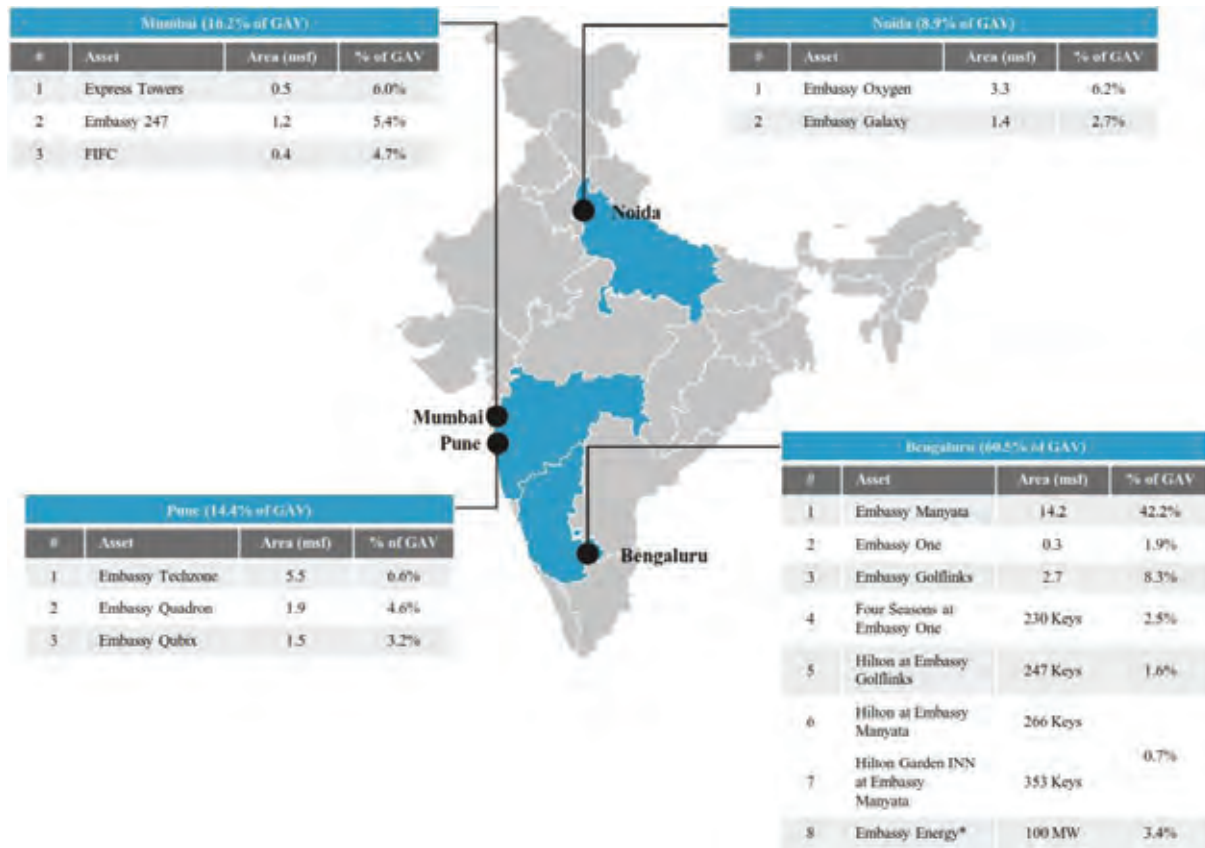 Mumbai (16.2% of GAV)
# Asset Area (msf) % of GAV
1 Express Towers 0.5 6.0%
2 Embassy 247 1.2 5.4%
3 FIFC 0.4 4.7%
Noida (8.9% of GAV)
# Asset Area (msf) % of GAV
1 Embassy Oxygen 3.3 6.2%
2 Embassy Galaxy 1.4 2.7%
Noida
Mumbai
Pune
Bengaluru
Pune (14.4% of GAV)
# Asset Area (msf) % of GAV
1 Embassy Techzone 5.5 6.6%
2 Embassy Quadron 1.9 4.6%
3 Embassy Qubix 1.5 3.2%
Bengaluru (60.5% of GAV)
# Asset Area (msf) % of GAV
1 Embassy Manyata 14.2 42.2%
2 Embassy One 0.3 1.9%
3 Embassy Golflinks 2.7 8.3%
4 Four Seasons at
Embassy One 230 Keys 2.5%
5 Hilton at Embassy
Golflinks 247 Keys 1.6%
6 Hilton at Embassy
Manyata 266 Keys
0.7%
7 Hilton Garden INN
at Embassy
Manyata 353 Keys
8 Embassy Energy* 100 MW 3.4%